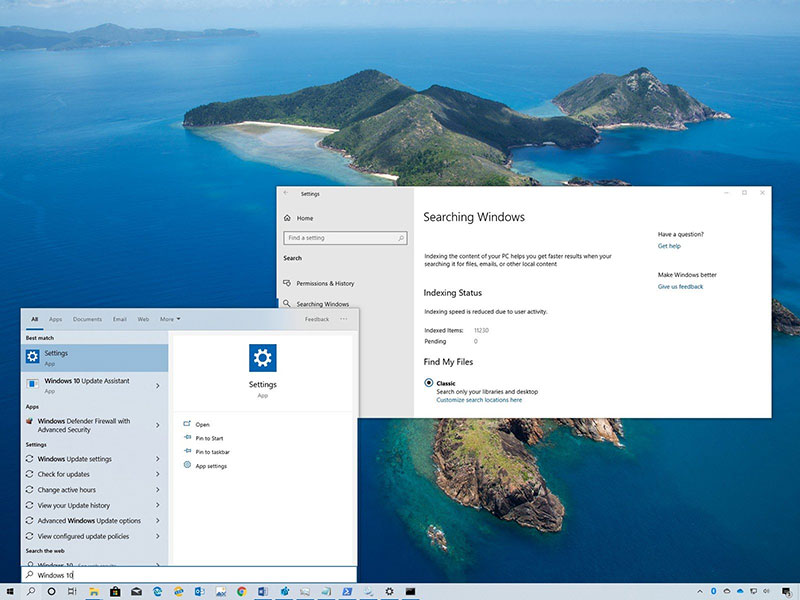 Settings
Home
Find a setting
Search
Permissions & History
Searching Windows
Searching Windows
Indexing the content of your PC helps you get faster results when your
searching it for files, emails, or other local content
Indexing Status
Indexing speed is reduced due to user activity.
Indexed Items: 11230
Pending 0
Find My Files
Classic
Search only your libraries and desktop
Customize search locations here
Have a question?
Get help
Make Windows better
Give us feedback
All Apps Documents Email Web More Feedback ...
Best match
Settings
App
Windows 10 Update Assistant
App
Apps
Windows Defender Firewall with
Advanced Security
Settings
Windows Update settings
Check for updates
Change active hours
View your Update history
Advanced Windows Update options
View configured update policies
Search the web
Windows 10
Settings
App
Open
Pin to Start
Pin to taskbar
App settings
Windows 10